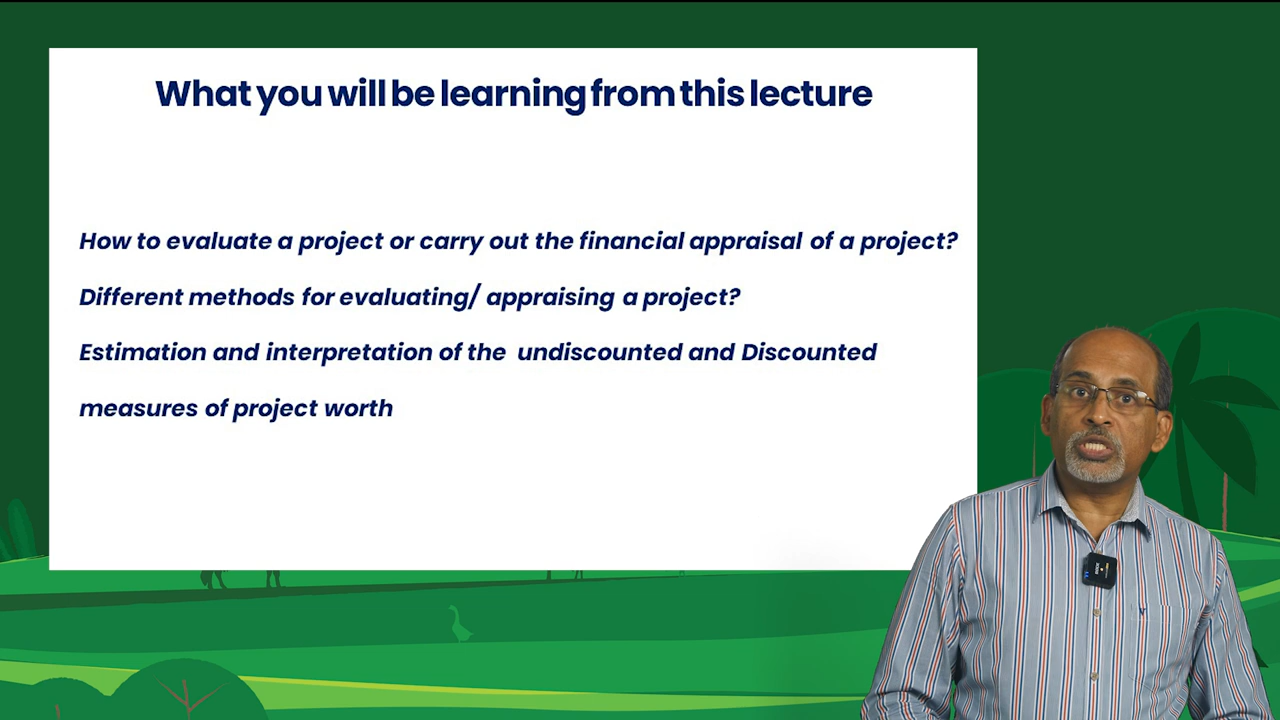 What you will be learning from this lecture
How to evaluate a project or carry out the financial appraisal of a project?
Different methods for evaluating/ appraising a project?
Estimation and interpretation of the undiscounted and Discounted
measures of project worth